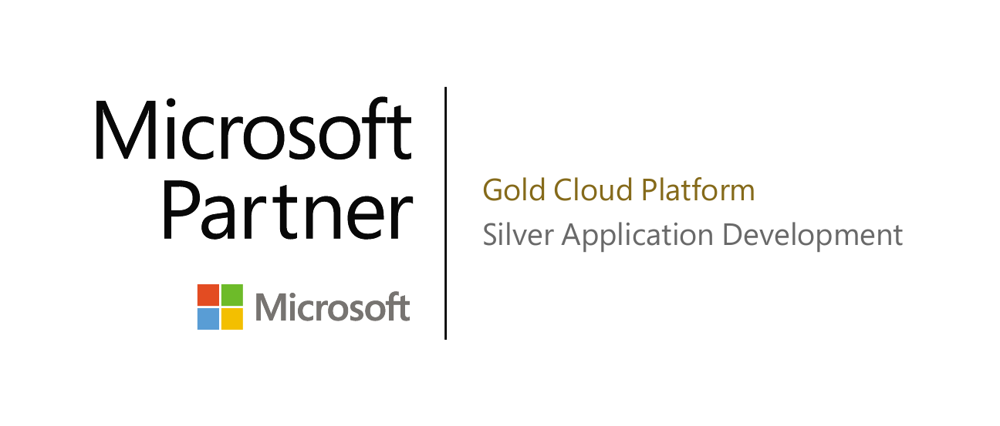 Microsoft
Partner
Microsoft
Gold Cloud Platform
Silver Application Development